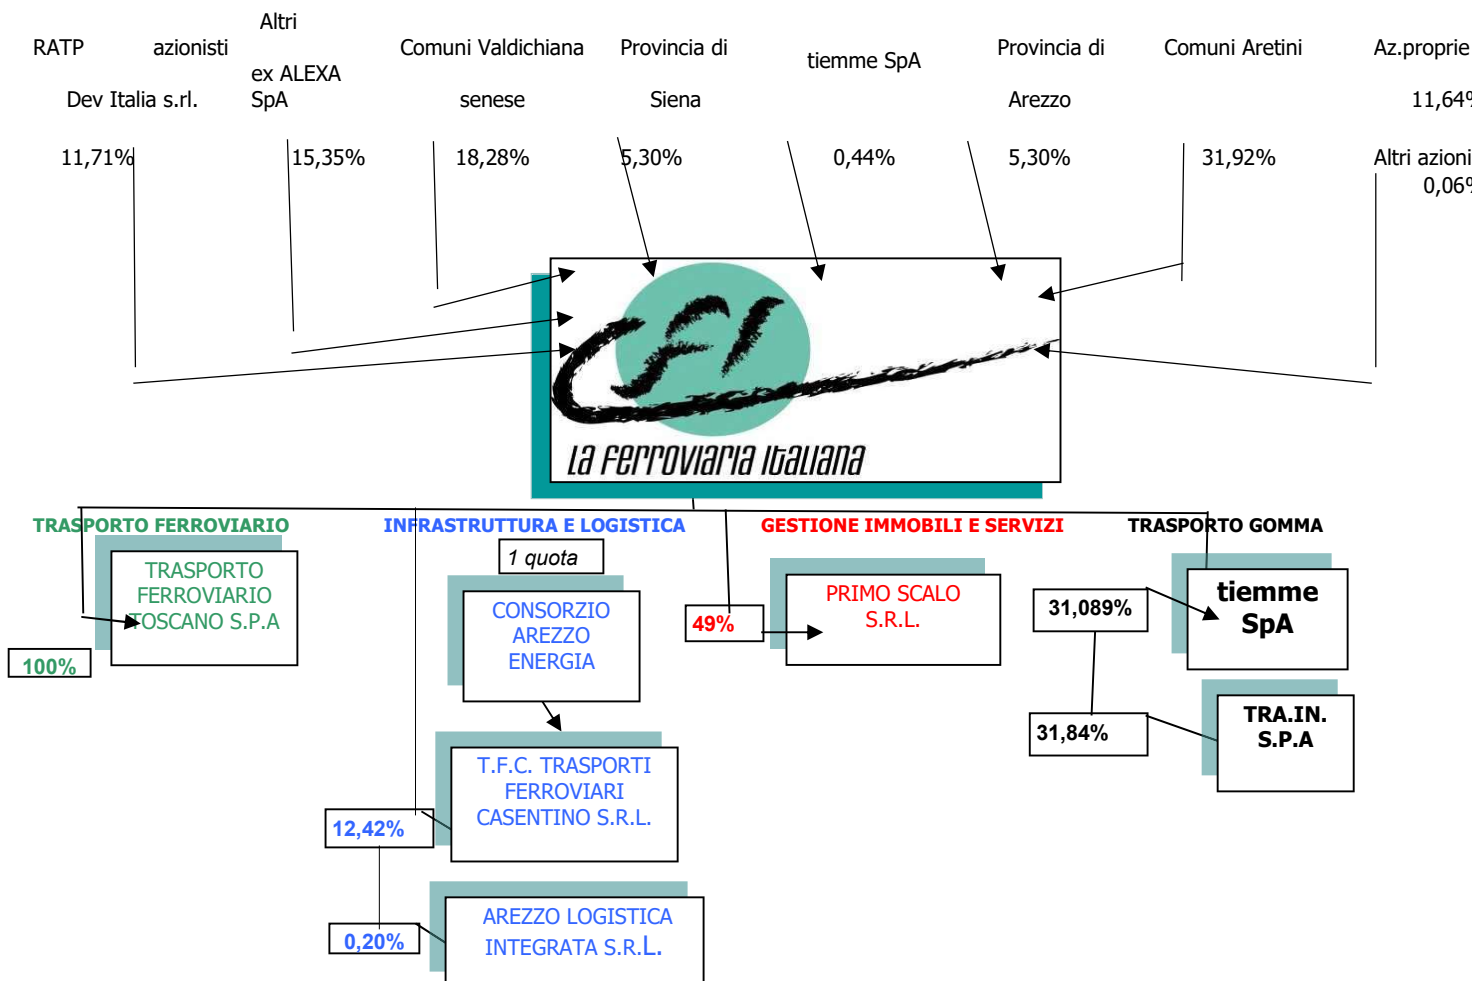 Altri
RATP azionisti
Comuni Valdichiana
Provincia di
tiemme SpA
Provincia di
Comuni Aretini
Az.proprie
ex ALEXA
SpA
Dev Italia s.rl.
senese
Siena
Arezzo
11,64%
11,71%
15,35%
18,28%
5,30%
0,44%
5,30%
31,92%
Altri azioni
0,06%
CFI
La Ferroviaria Italiana
TRASPORTO FERROVIARIO
INFRASTRUTTURA E LOGISTICA
GESTIONE IMMOBILI E SERVIZI
TRASPORTO GOMMA
TRASPORTO
FERROVIARIO
TOSCANO S.P.A
100%
1 quota
CONSORZIO
AREZZO
ENERGIA
T.F.C. TRASPORTI
FERROVIARI
CASENTINO S.R.L.
12,42%
AREZZO LOGISTICA
INTEGRATA S.R.L.
0,20%
PRIMO SCALO
S.R.L.
49%
tiemme
SpA
31,089%
TRA.IN.
S.P.A
31,84%